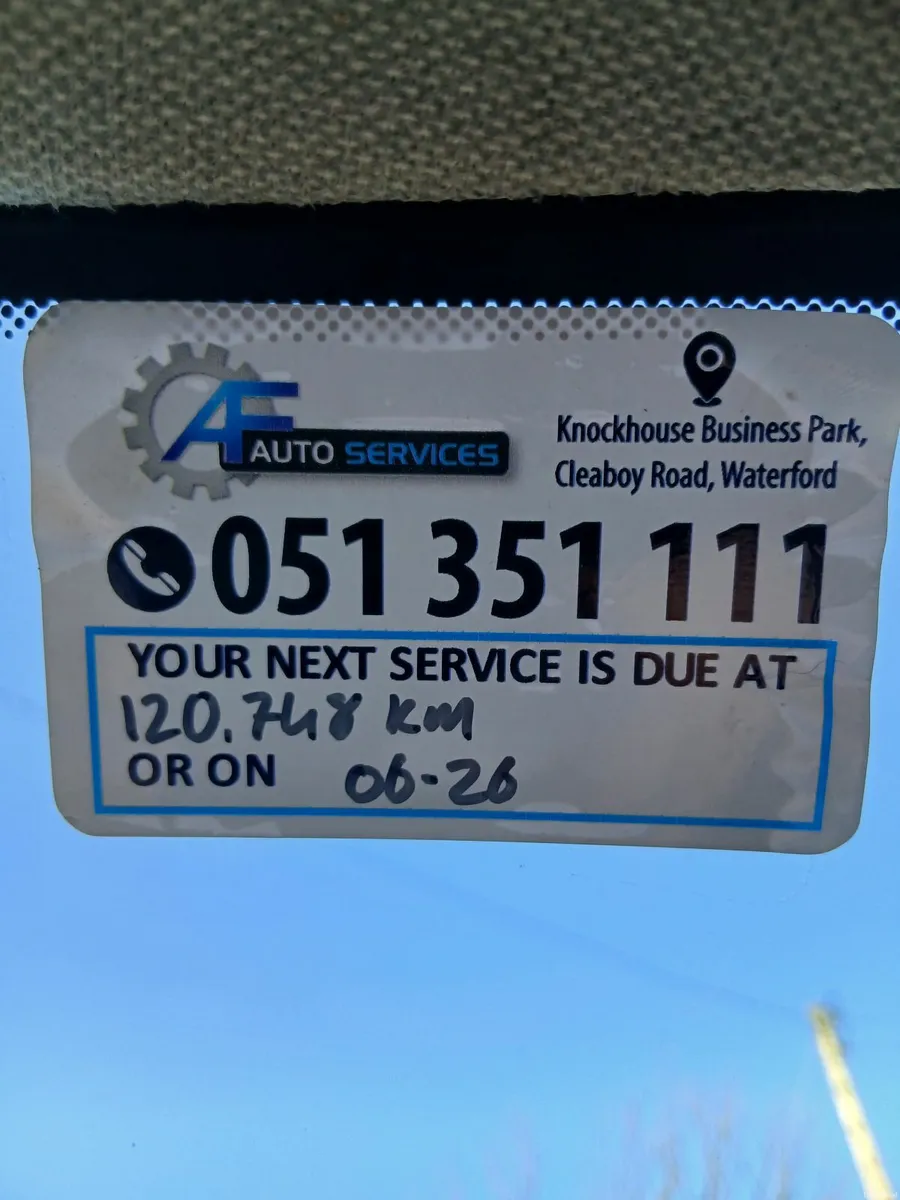 AF
AUTO SERVICES
Knockhouse Business Park,
Cleaboy Road, Waterford
051 351 111
YOUR NEXT SERVICE IS DUE AT
120.748 KM
OR ON 06-26